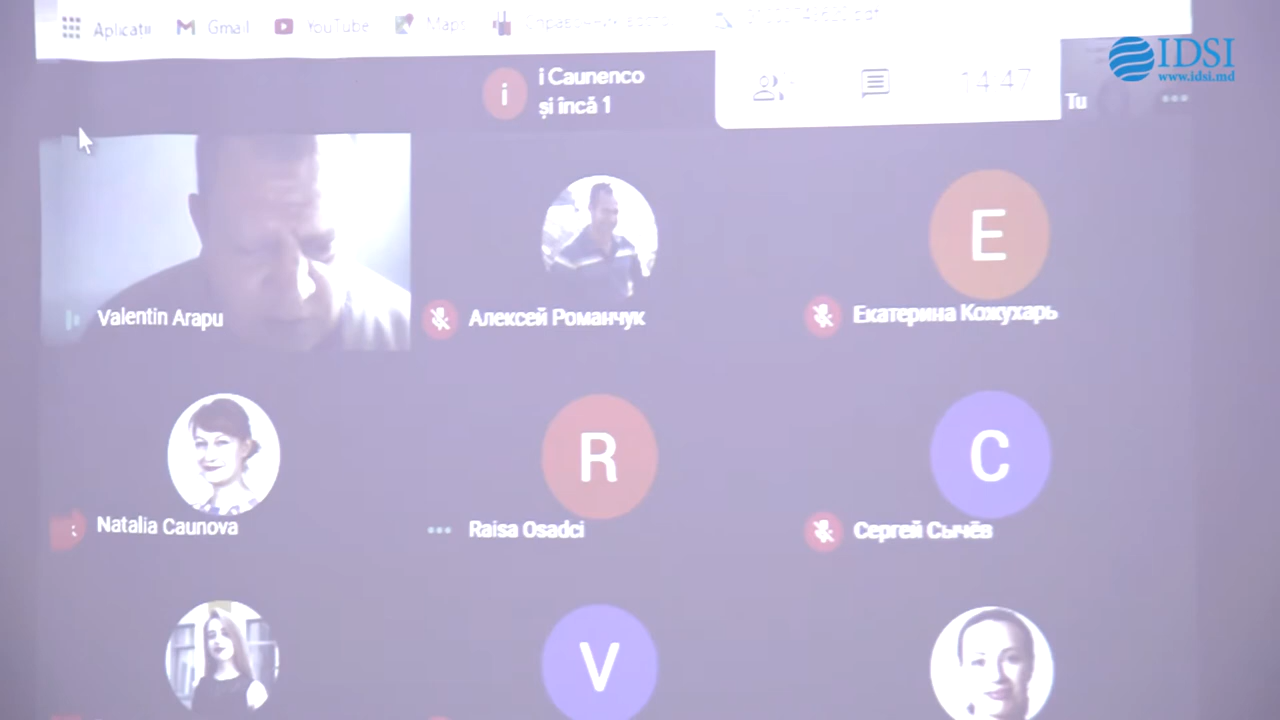 Aplicații Gmail YouTube Maps
IDSI
www.idsi.md
i
i Caunenco
și încă 1
14:47
Tu
Valentin Arapu
Алексей Романчук
E
Екатерина Кожухарь
Natalia Caunova
R
Raisa Osadci
C
Сергей Сычёв
V